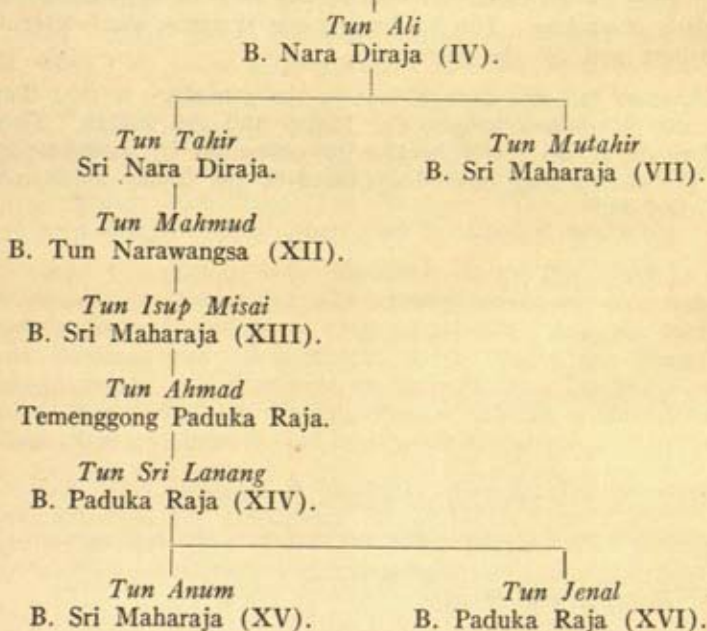 Tun Ali
B. Nara Diraja (IV).
Tun Tahir
Sri Nara Diraja.
Tun Mutahir
B. Sri Maharaja (VII).
Tun Mahmud
B. Tun Narawangsa (XII).
Tun Isup Misai
B. Sri Maharaja (XIII).
Tun Ahmad
Temenggong Paduka Raja.
Tun Sri Lanang
B. Paduka Raja (XIV).
Tun Anum
B. Sri Maharaja (XV).
Tun Jenal
B. Paduka Raja (XVI).